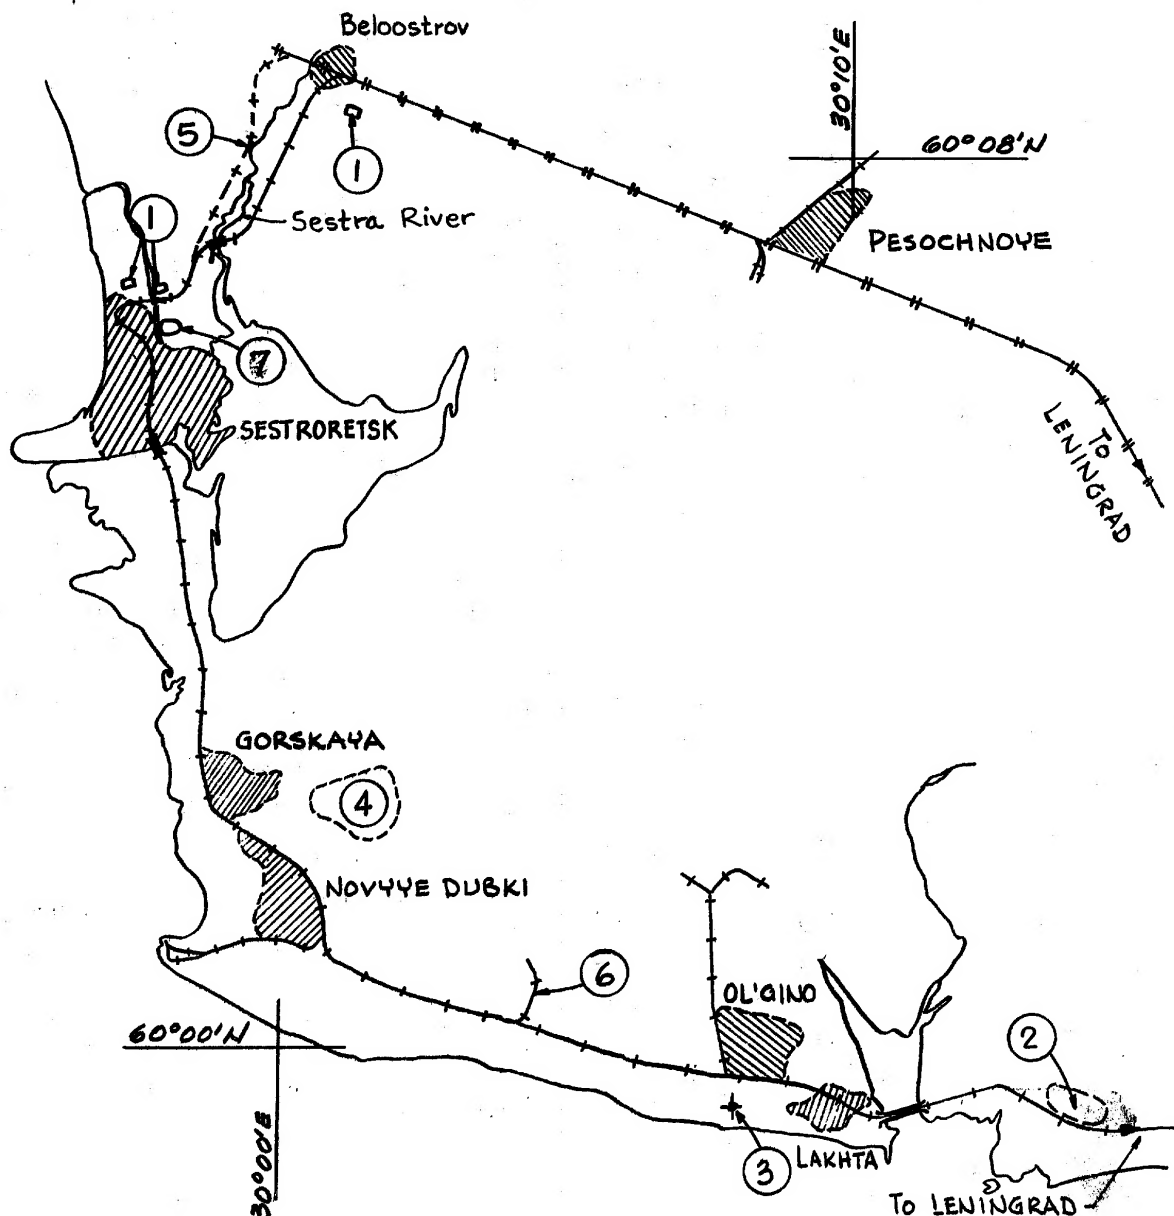 Beloostrov
30°10'E
60°08'N
5
1
1
Sestra River
PESOCHNOYE
7
SESTRORETSK
TO
LENINGRAD
GORSKAYA
4
NOVYYE DUBKI
6
OL'GINO
60°00'N
2
30°00'E
3
LAKHTA
TO LENINGRAD